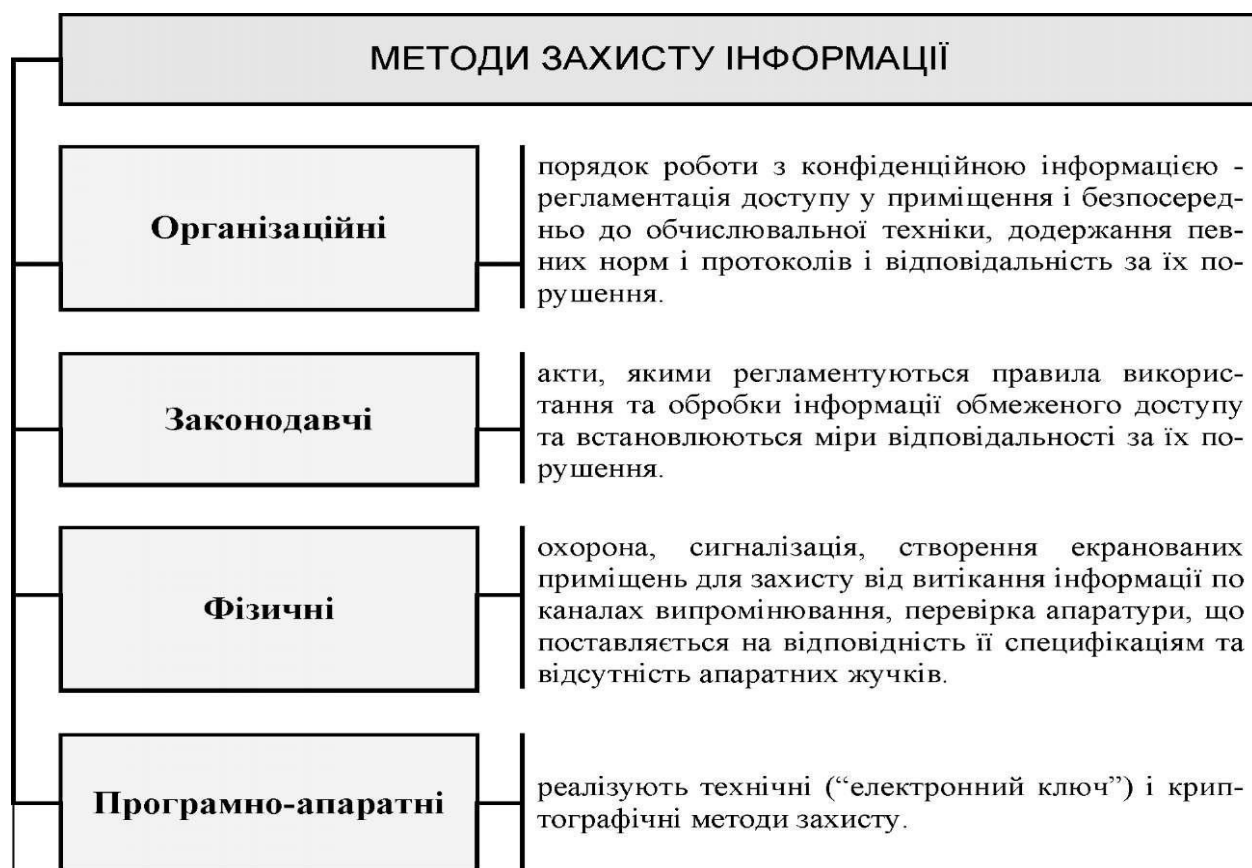 МЕТОДИ ЗАХИСТУ ІНФОРМАЦІЇ
Організаційні
порядок роботи з конфіденційною інформацією -
регламентація доступу у приміщення і безпосеред-
ньо до обчислювальної техніки, додержання пев-
них норм і протоколів і відповідальність за їх по-
рушення.
Законодавчі
акти, якими регламентуються правила викорис-
тання та обробки інформації обмеженого доступу
та встановлюються міри відповідальності за їх по-
рушення.
Фізичні
охорона, сигналізація, створення екранованих
приміщень для захисту від витікання інформації по
каналах випромінювання, перевірка апаратури, що
поставляється на відповідність її специфікаціям та
відсутність апаратних жучків.
Програмно-апаратні
реалізують технічні (“електронний ключ”) і крип-
тографічні методи захисту.